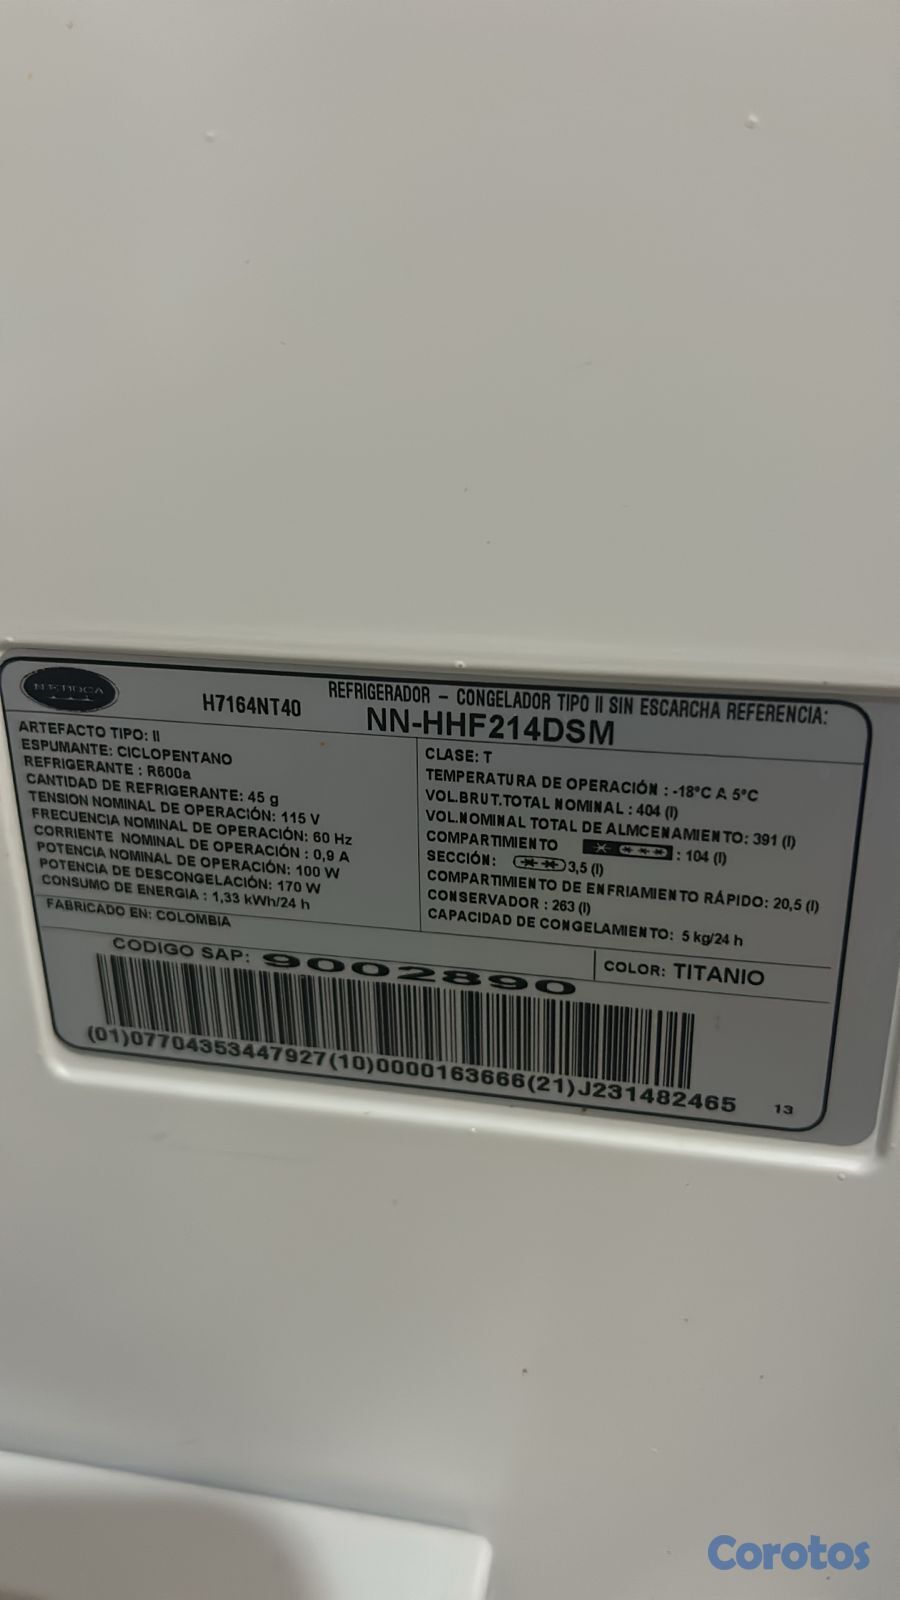 NEDOCA
H7164NT40
REFRIGERADOR - CONGELADOR TIPO II SIN ESCARCHA REFERENCIA:
NN-HHF214DSM
ARTEFACTO TIPO: II
ESPUMANTE: CICLOPENTANO
REFRIGERANTE : R600a
CANTIDAD DE REFRIGERANTE: 45 g
TENSION NOMINAL DE OPERACIÓN: 115 V
FRECUENCIA NOMINAL DE OPERACIÓN: 60 Hz
CORRIENTE NOMINAL DE OPERACIÓN : 0,9 A
POTENCIA NOMINAL DE OPERACIÓN: 100 W
POTENCIA DE DESCONGELACIÓN: 170 W
CONSUMO DE ENERGIA : 1,33 kWh/24 h
FABRICADO EN: COLOMBIA
CLASE: T
TEMPERATURA DE OPERACIÓN : -18°C A 5°C
VOL.BRUT.TOTAL NOMINAL : 404 (l)
VOL.NOMINAL TOTAL DE ALMCENAMIENTO: 391 (l)
COMPARTIMIENTO : 104 (l)
SECCIÓN: 3,5 (l)
COMPARTIMIENTO DE ENFRIAMIENTO RÁPIDO: 20,5 (l)
CONSERVADOR : 263 (l)
CAPACIDAD DE CONGELAMIENTO: 5 kg/24 h
CODIGO SAP: 9002890
COLOR: TITANIO
(01)07704353447927(10)0000163666(21)J231482465
13
Corotos